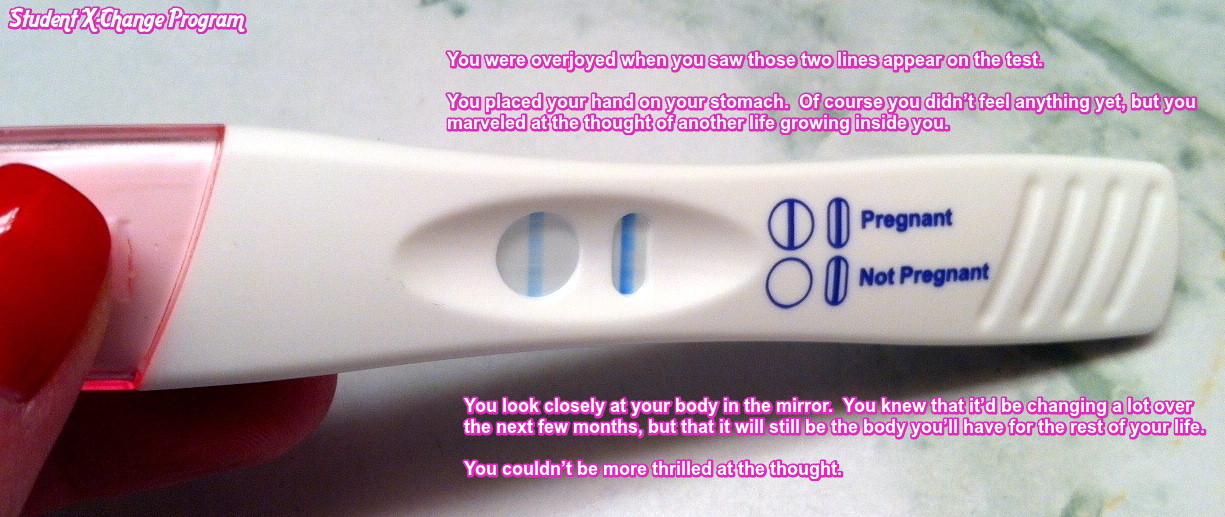 Student X-Change Program
You were overjoyed when you saw those two lines appear on the test.
You placed your hand on your stomach.  Of course you didn't feel anything yet, but you
marveled at the thought of another life growing inside you.
Pregnant
Not Pregnant
You look closely at your body in the mirror.  You knew that it'd be changing a lot over
the next few months, but that it will still be the body you'll have for the rest of your life.
You couldn't be more thrilled at the thought.